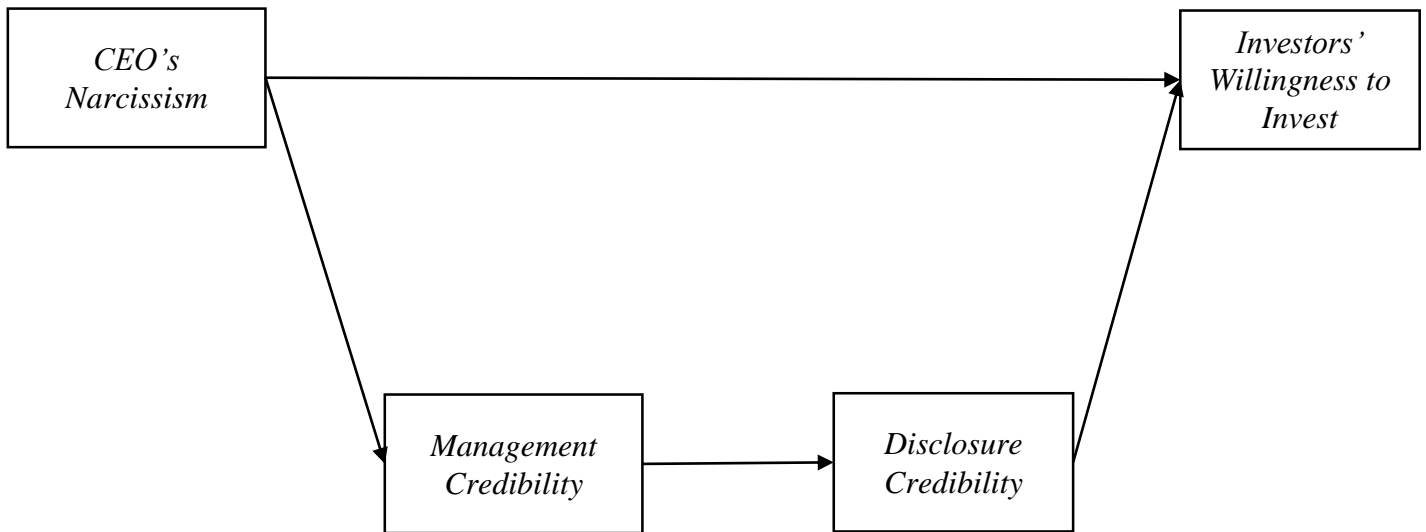 CEO’s
Narcissism
Investors’
Willingness to
Invest
Management
Credibility
Disclosure
Credibility